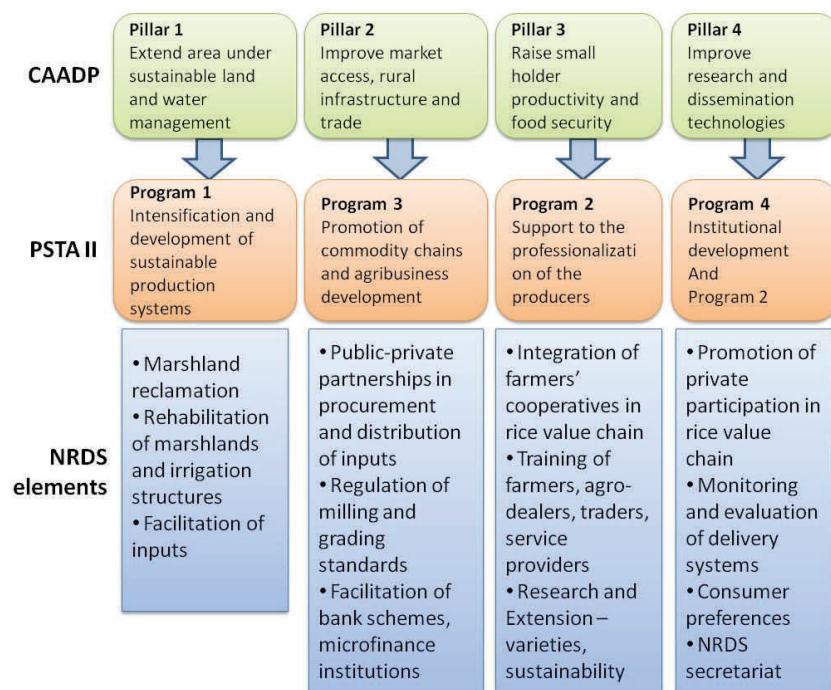 CAADP
Pillar 1
Extend area under
sustainable land
and water
management
Pillar 2
Improve market
access, rural
infrastructure and
trade
Pillar 3
Raise small
holder
productivity and
food security
Pillar 4
Improve
research and
dissemination
technologies
PSTA II
Program 1
Intensification and
development of
sustainable
production
systems
Program 3
Promotion of
commodity chains
and agribusiness
development
Program 2
Support to the
professionalizati
on of the
producers
Program 4
Institutional
development
And
Program 2
NRDS
elements
• Marshland
reclamation
• Rehabilitation
of marshlands
and irrigation
structures
• Facilitation of
inputs
• Public-private
partnerships in
procurement
and distribution
of inputs
• Regulation of
milling and
grading
standards
• Facilitation of
bank schemes,
microfinance
institutions
• Integration of
farmers’
cooperatives in
rice value chain
• Training of
farmers, agro-
dealers, traders,
service
providers
• Research and
Extension –
varieties,
sustainability
• Promotion of
private
participation in
rice value
chain
• Monitoring
and evaluation
of delivery
systems
• Consumer
preferences
• NRDS
secretariat